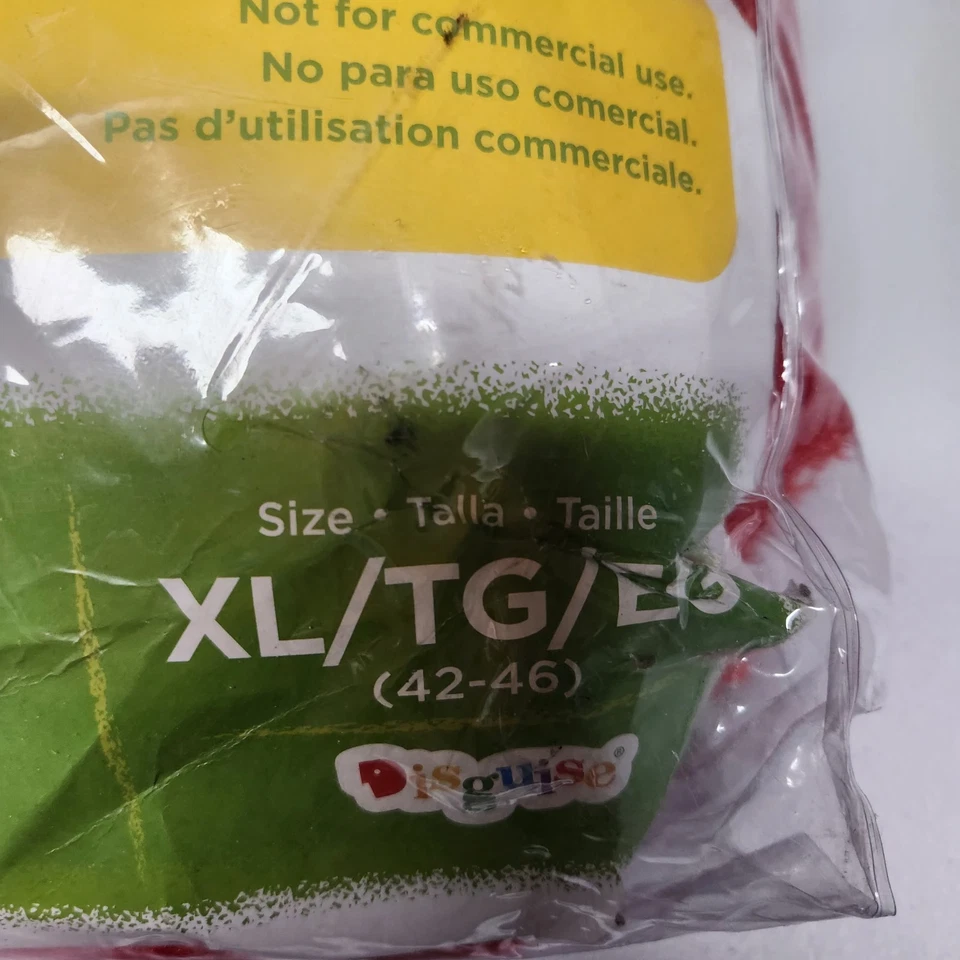 Not for commercial use.
No para uso comercial.
Pas d'utilisation commerciale.
Size • Talla • Taille
XL/TG/EG
(42-46)
Disguise®